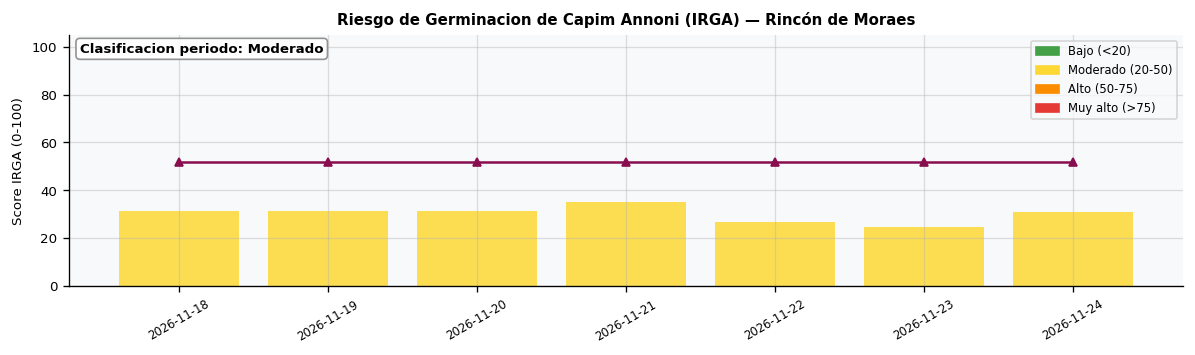 Riesgo de Germinacion de Capim Annoni (IRGA) — Rincón de Moraes
Clasificacion periodo: Moderado
Bajo (<20)
Moderado (20-50)
Alto (50-75)
Muy alto (>75)
Score IRGA (0-100)
100
80
60
40
20
0
2026-11-18
2026-11-19
2026-11-20
2026-11-21
2026-11-22
2026-11-23
2026-11-24